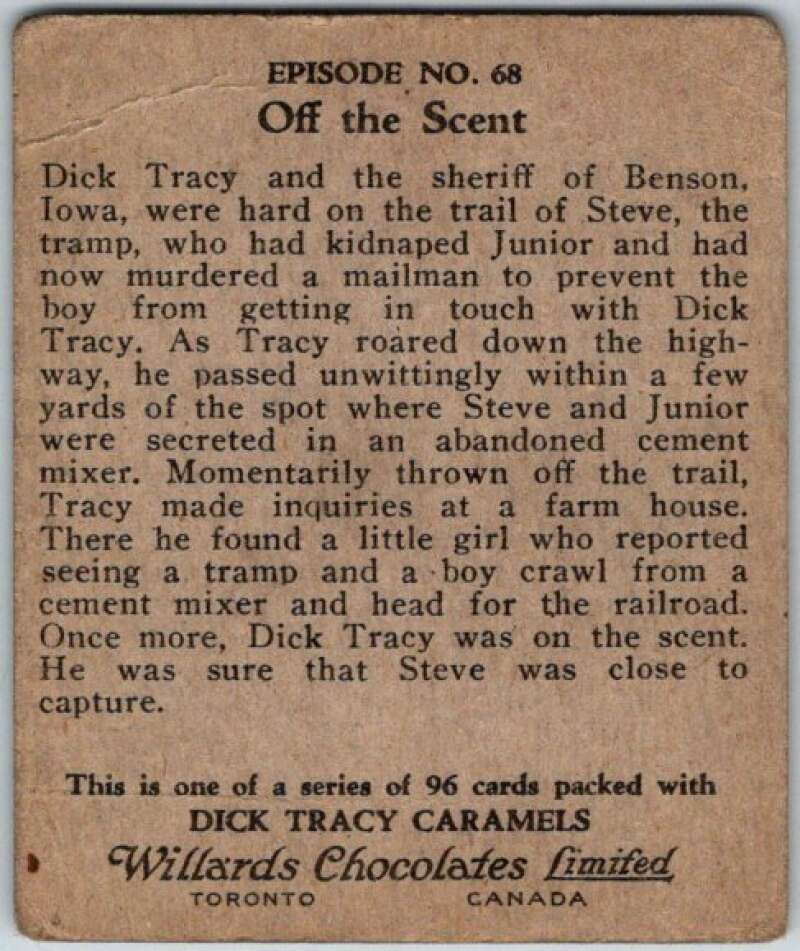 EPISODE NO. 68
Off the Scent
Dick Tracy and the sheriff of Benson,
Iowa, were hard on the trail of Steve, the
tramp, who had kidnaped Junior and had
now murdered a mailman to prevent the
boy from getting in touch with Dick
Tracy. As Tracy roared down the high-
way, he passed unwittingly within a few
yards of the spot where Steve and Junior
were secreted in an abandoned cement
mixer. Momentarily thrown off the trail,
Tracy made inquiries at a farm house.
There he found a little girl who reported
seeing a tramp and a boy crawl from a
cement mixer and head for the railroad.
Once more, Dick Tracy was on the scent.
He was sure that Steve was close to
capture.
This is one of a series of 96 cards packed with
DICK TRACY CARAMELS
Willards Chocolates Limited
TORONTO CANADA